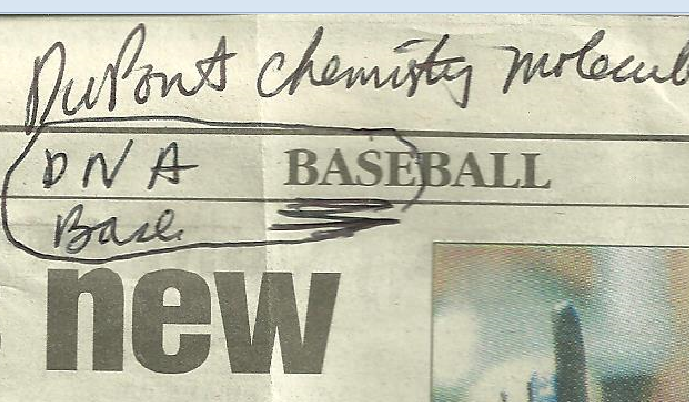 DuPont Chemistry molecul
DNA BASEBALL
Base
new